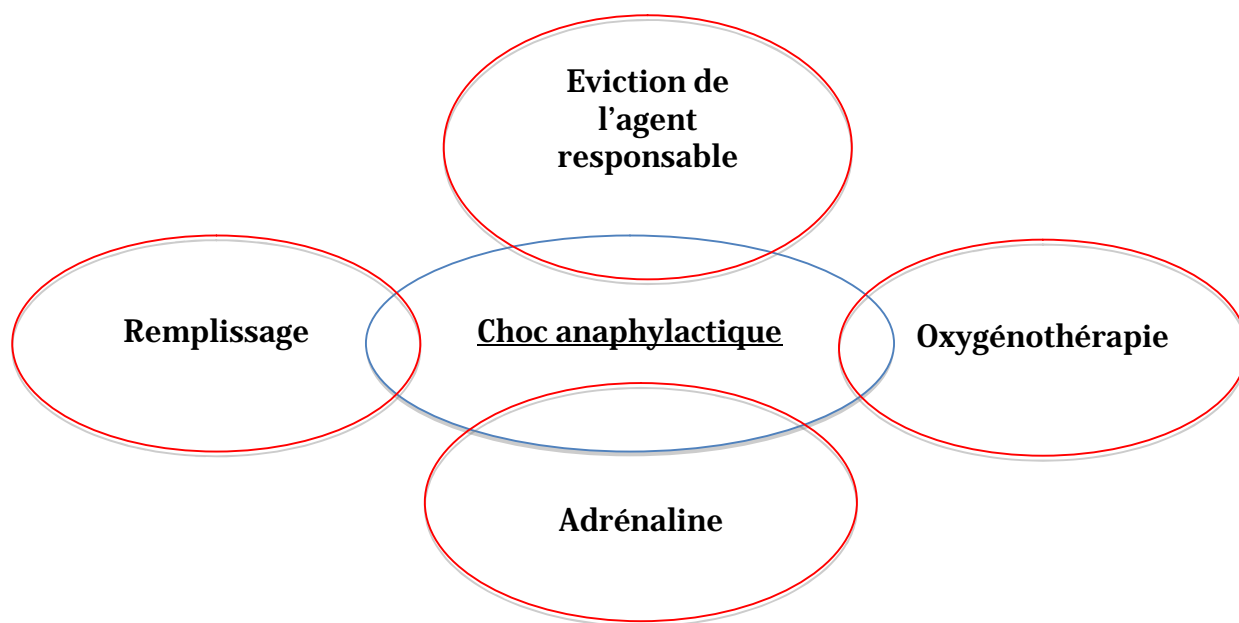 Eviction de
l’agent
responsable
Remplissage
Choc anaphylactique
Oxygénothérapie
Adrénaline